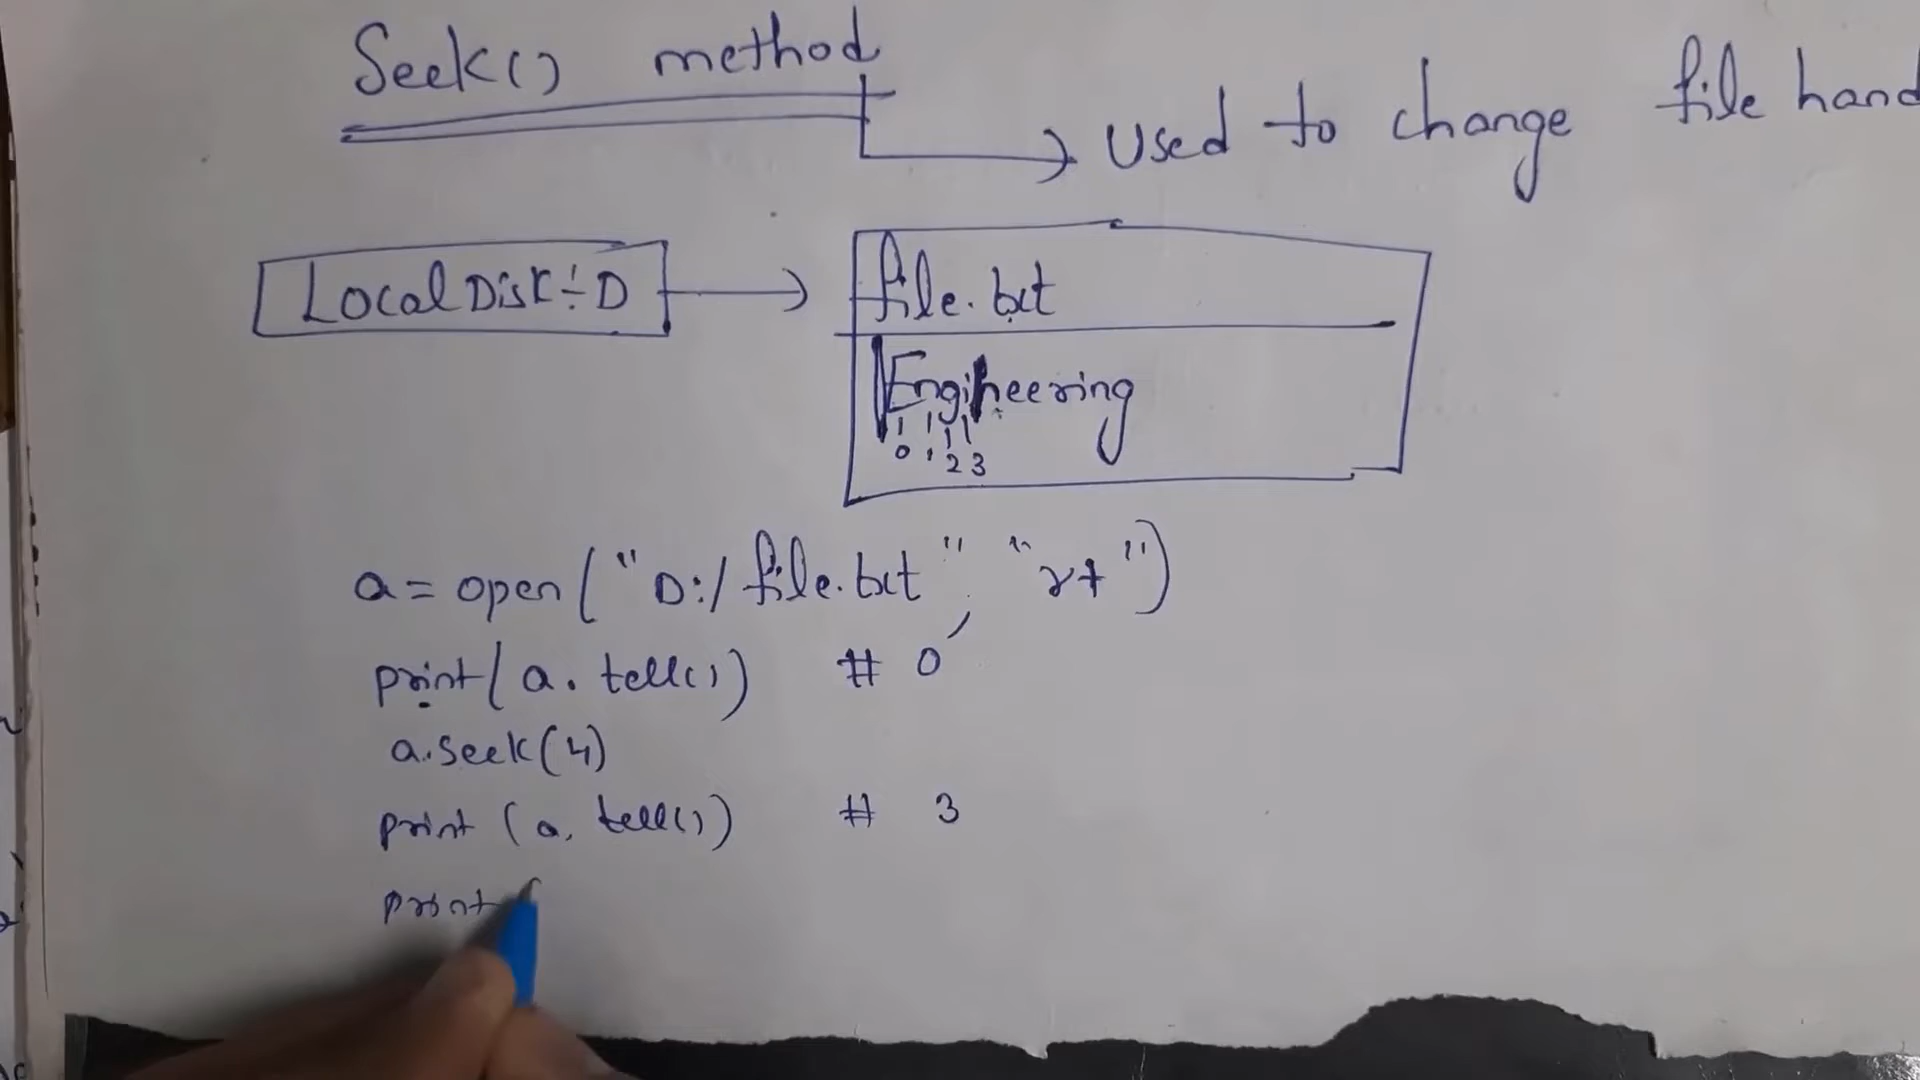 Seek() method
Used to change file hand
Local Disk:-D
file.txt
Engineering
0 1 2 3
a = open("D:/file.txt", "r+")
print(a.tell()) # 0
a.seek(4)
print(a.tell()) # 3
print(